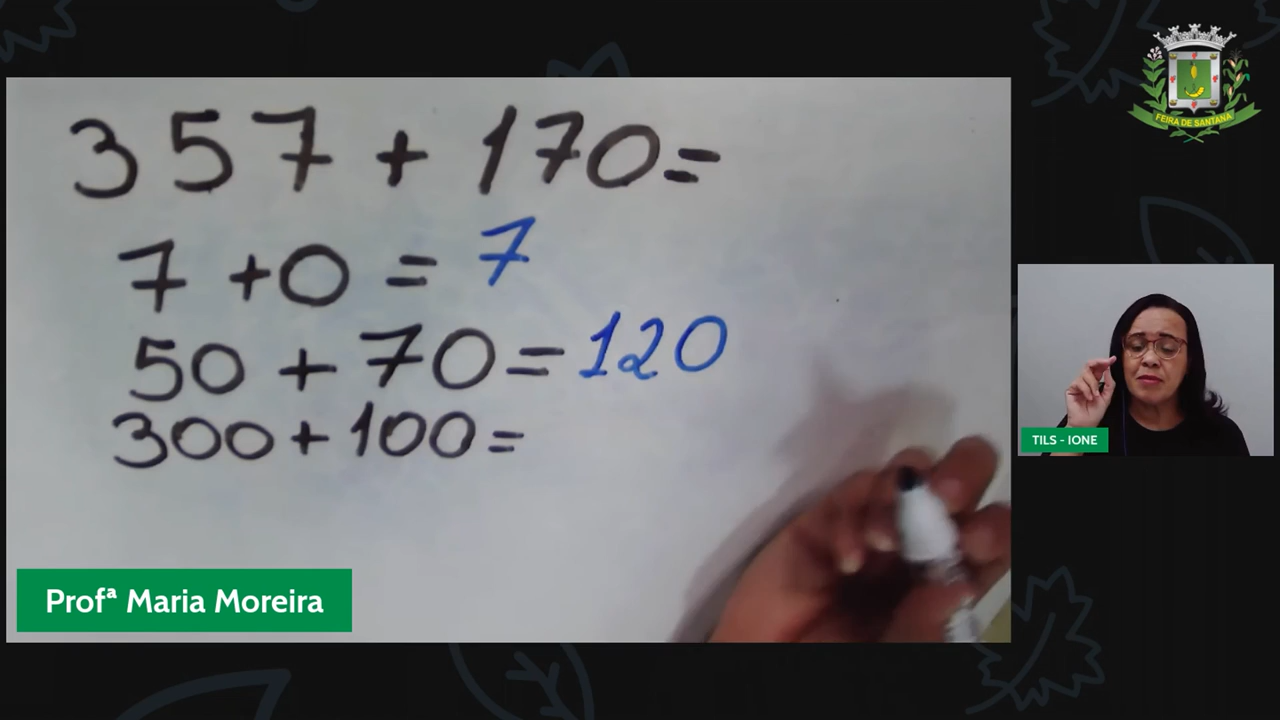 357 + 170 =
7 + 0 = 7
50 + 70 = 120
300 + 100 =
Profª Maria Moreira
FEIRA DE SANTANA
TILS - IONE